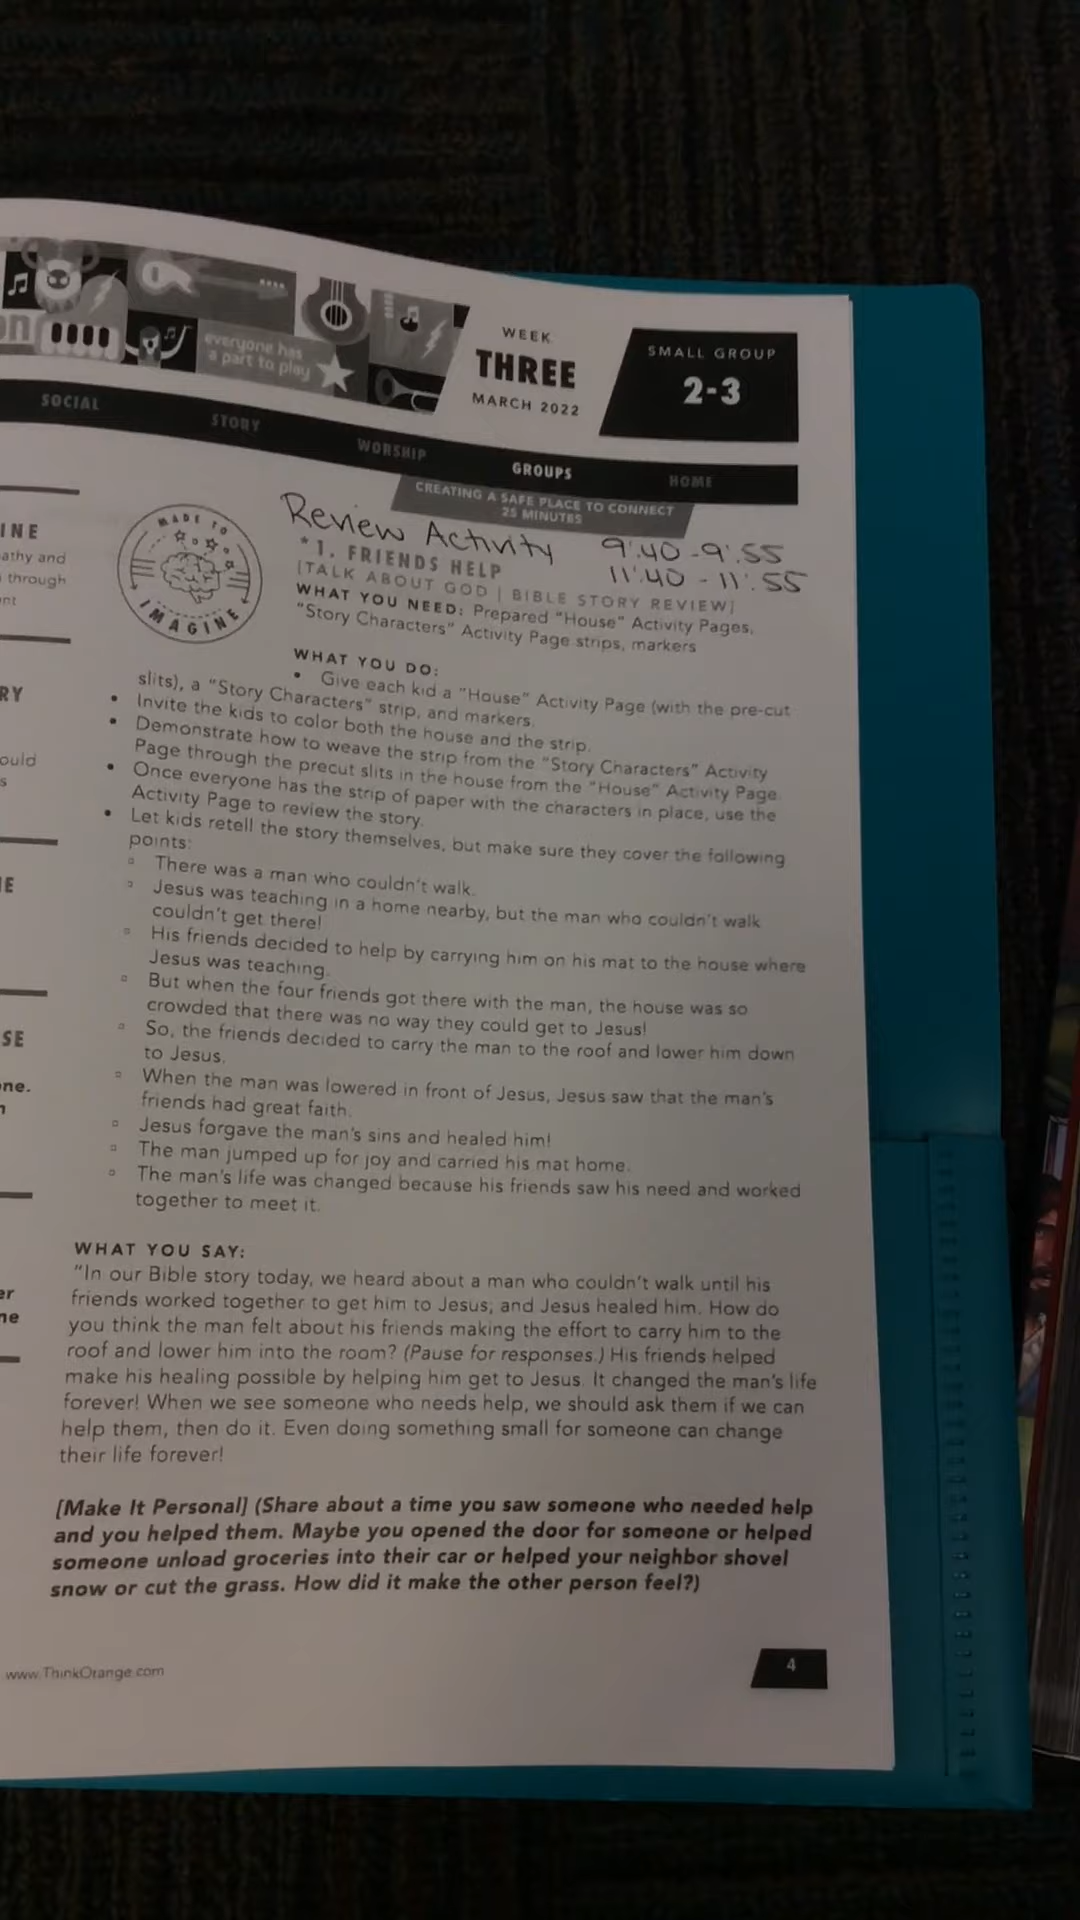 everyone has
a part to play
WEEK
THREE
MARCH 2022
SMALL GROUP
2-3
SOCIAL
STORY
WORSHIP
GROUPS
HOME
CREATING A SAFE PLACE TO CONNECT
25 MINUTES
MADE TO
IMAGINE
Review Activity
9:40 - 9:55
11:40 - 11:55
*1. FRIENDS HELP
[TALK ABOUT GOD | BIBLE STORY REVIEW]
WHAT YOU NEED: Prepared "House" Activity Pages,
"Story Characters" Activity Page strips, markers
WHAT YOU DO:
• Give each kid a "House" Activity Page (with the pre-cut
slits), a "Story Characters" strip, and markers.
• Invite the kids to color both the house and the strip.
• Demonstrate how to weave the strip from the "Story Characters" Activity
Page through the precut slits in the house from the "House" Activity Page.
• Once everyone has the strip of paper with the characters in place, use the
Activity Page to review the story.
• Let kids retell the story themselves, but make sure they cover the following
points:
▫ There was a man who couldn't walk.
▫ Jesus was teaching in a home nearby, but the man who couldn't walk
couldn't get there!
▫ His friends decided to help by carrying him on his mat to the house where
Jesus was teaching.
▫ But when the four friends got there with the man, the house was so
crowded that there was no way they could get to Jesus!
▫ So, the friends decided to carry the man to the roof and lower him down
to Jesus.
▫ When the man was lowered in front of Jesus, Jesus saw that the man's
friends had great faith.
▫ Jesus forgave the man's sins and healed him!
▫ The man jumped up for joy and carried his mat home.
▫ The man's life was changed because his friends saw his need and worked
together to meet it.
WHAT YOU SAY:
"In our Bible story today, we heard about a man who couldn't walk until his
friends worked together to get him to Jesus; and Jesus healed him. How do
you think the man felt about his friends making the effort to carry him to the
roof and lower him into the room? (Pause for responses.) His friends helped
make his healing possible by helping him get to Jesus. It changed the man's life
forever! When we see someone who needs help, we should ask them if we can
help them, then do it. Even doing something small for someone can change
their life forever!
[Make It Personal] (Share about a time you saw someone who needed help
and you helped them. Maybe you opened the door for someone or helped
someone unload groceries into their car or helped your neighbor shovel
snow or cut the grass. How did it make the other person feel?)
www.ThinkOrange.com
4
INE
athy and
through
nt
RY
ould
s
IE
SE
one.
n
er
ne